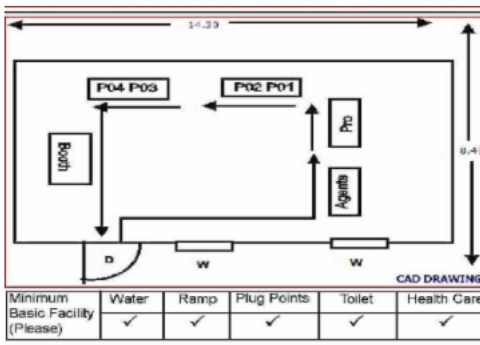 14.30
P04 P03
P02 P01
Pro
Booth
Agents
D
W
W
CAD DRAWING
Minimum Basic Facility (Please)
Water
Ramp
Plug Points
Toilet
Health Care
✓ ✓ ✓ ✓ ✓